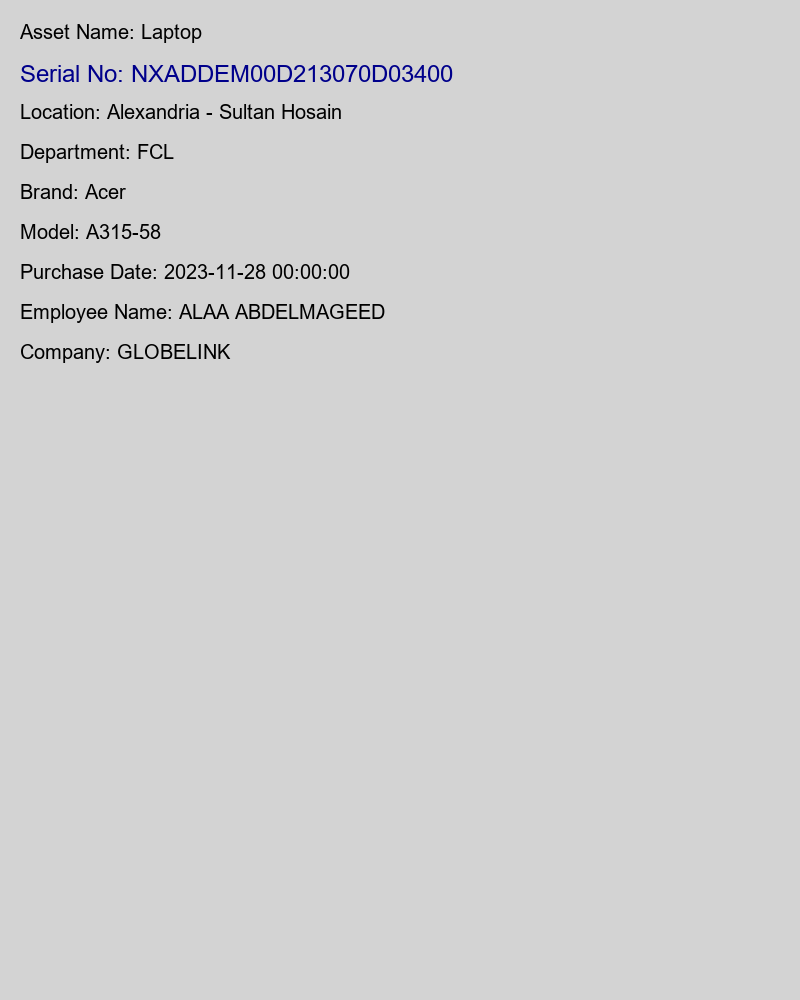 Asset Name: Laptop
Serial No: NXADDEM00D213070D03400
Location: Alexandria - Sultan Hosain
Department: FCL
Brand: Acer
Model: A315-58
Purchase Date: 2023-11-28 00:00:00
Employee Name: ALAA ABDELMAGEED
Company: GLOBELINK